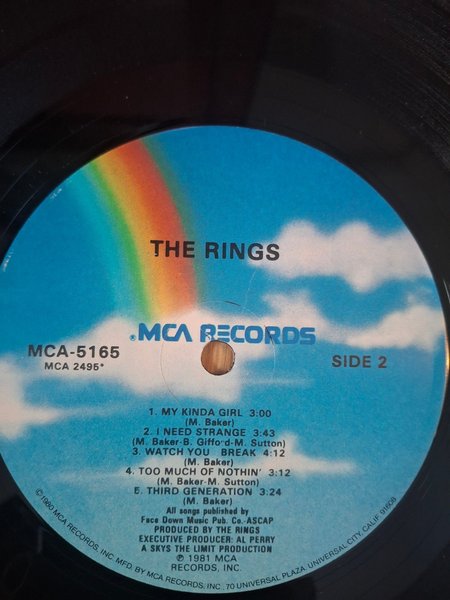 THE RINGS
®MCA RECORDS
MCA-5165
MCA 2495*
SIDE 2
1. MY KINDA GIRL 3:00
(M. Baker)
2. I NEED STRANGE 3:43
(M. Baker-B. Giffo d-M. Sutton)
3. WATCH YOU BREAK 4:12
(M. Baker)
4. TOO MUCH OF NOTHIN' 3:12
(M. Baker-M. Sutton)
5. THIRD GENERATION 3:24
(M. Baker)
All songs published by
Face Down Music Pub. Co.-ASCAP
PRODUCED BY THE RINGS
EXECUTIVE PRODUCER: AL PERRY
A SKYS THE LIMIT PRODUCTION
℗ 1981 MCA
RECORDS, INC.
©1980 MCA RECORDS, INC. MFG. BY MCA RECORDS, INC., 70 UNIVERSAL PLAZA, UNIVERSAL CITY, CALIF. 91608